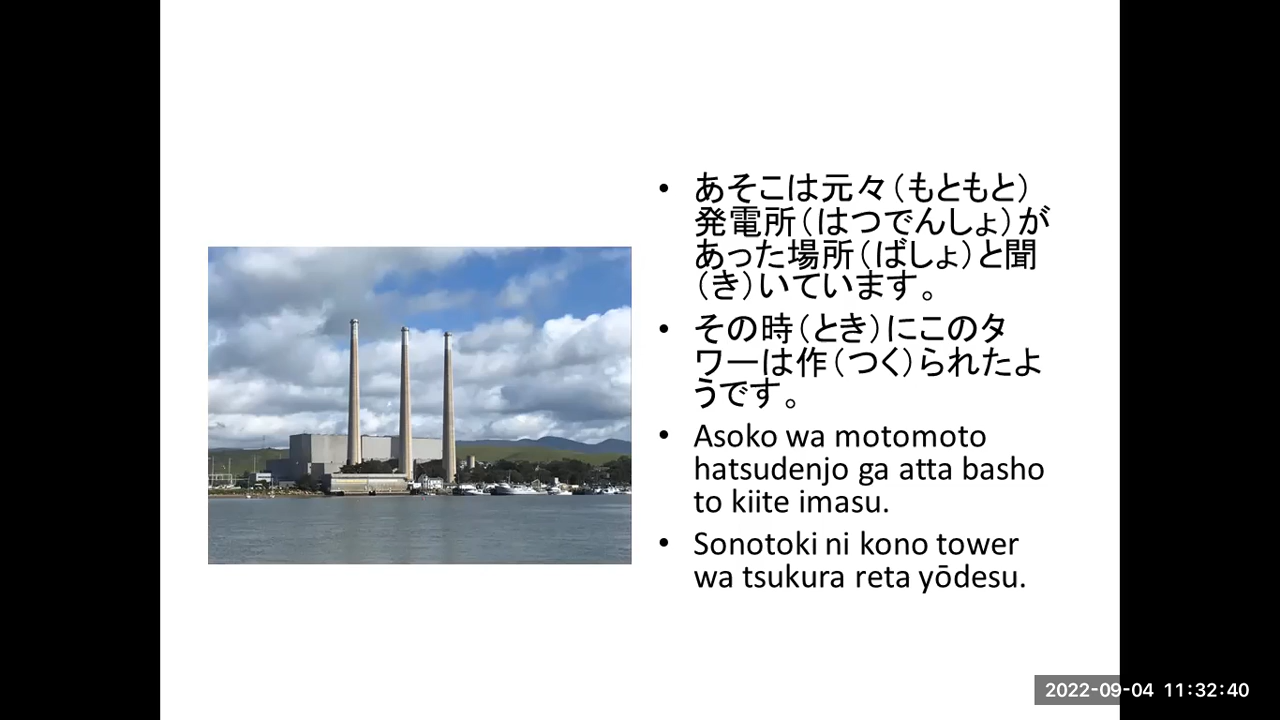 • あそこは元々（もともと）
発電所（はつでんしょ）が
あった場所（ばしょ）と聞
（き）いています。
• その時（とき）にこのタ
ワーは作（つく）られたよ
うです。
• Asoko wa motomoto
hatsudenjo ga atta basho
to kiite imasu.
• Sonotoki ni kono tower
wa tsukura reta yōdesu.
2022-09-04 11:32:40